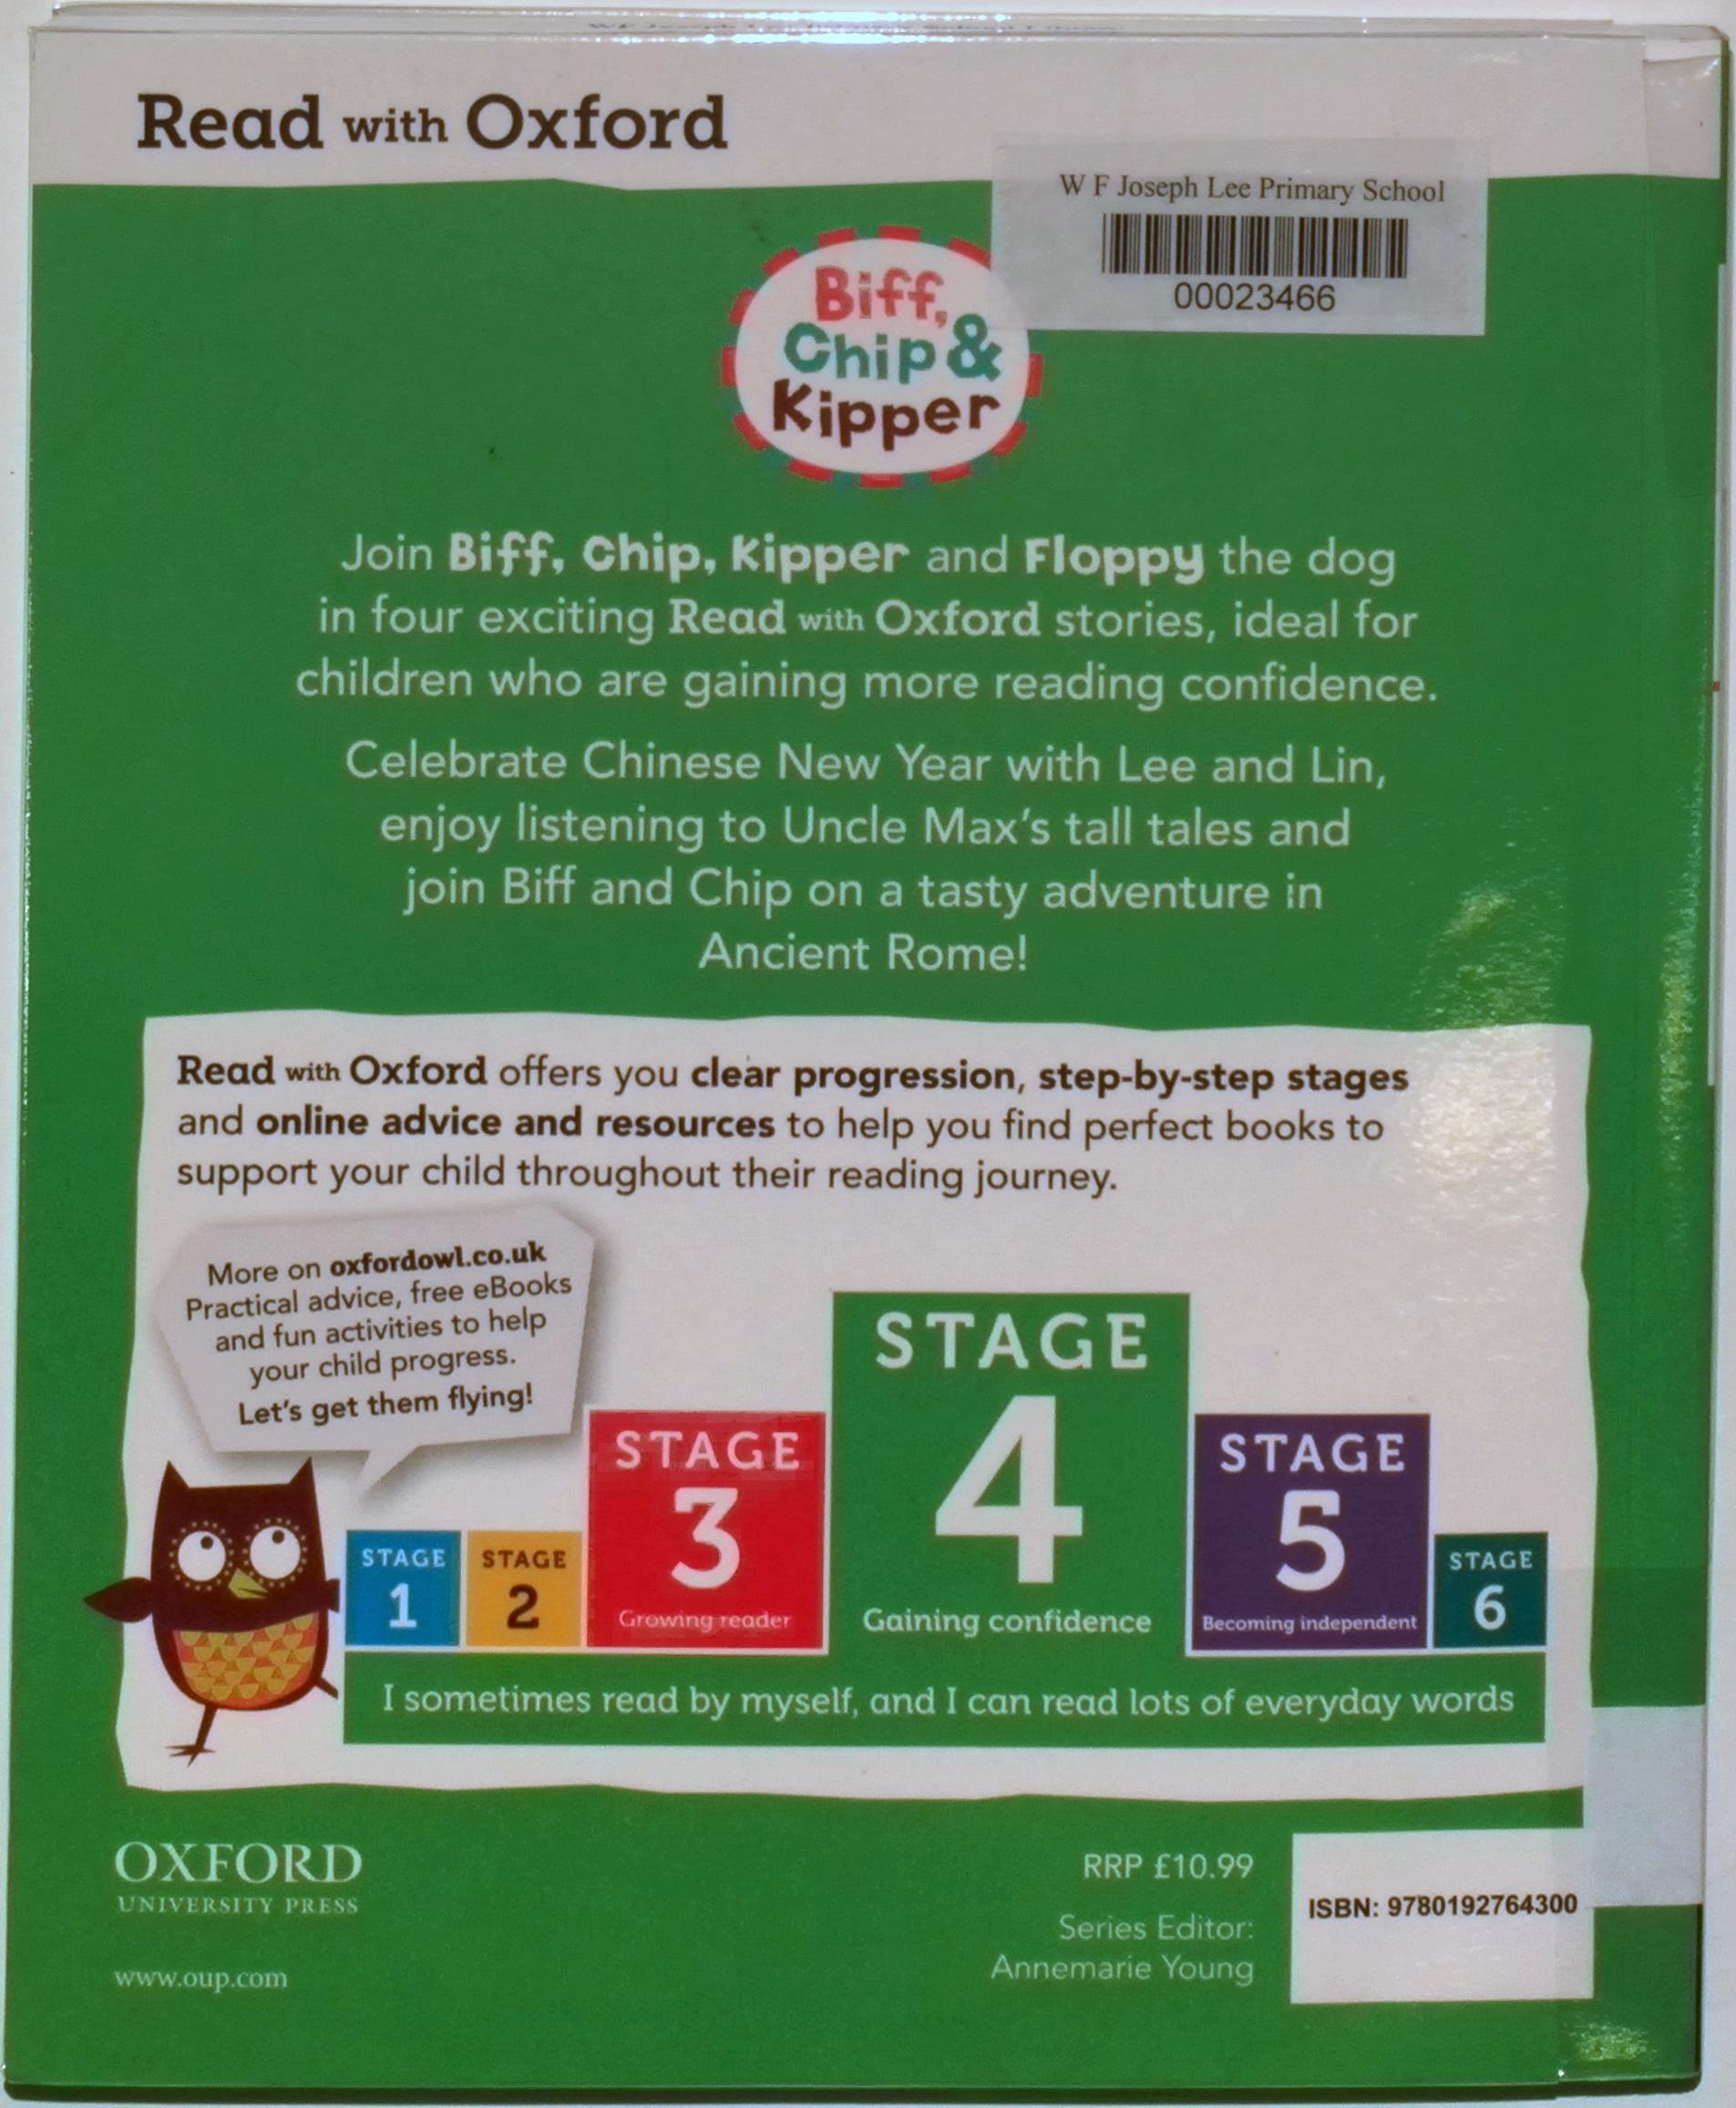 Read with Oxford
W F Joseph Lee Primary School
00023466
Biff,
Chip &
Kipper
Join Biff, Chip, Kipper and Floppy the dog
in four exciting Read with Oxford stories, ideal for
children who are gaining more reading confidence.
Celebrate Chinese New Year with Lee and Lin,
enjoy listening to Uncle Max's tall tales and
join Biff and Chip on a tasty adventure in
Ancient Rome!
Read with Oxford offers you clear progression, step-by-step stages
and online advice and resources to help you find perfect books to
support your child throughout their reading journey.
More on oxfordowl.co.uk
Practical advice, free eBooks
and fun activities to help
your child progress.
Let's get them flying!
STAGE
1
STAGE
2
STAGE
3
Growing reader
STAGE
4
Gaining confidence
STAGE
5
Becoming independent
STAGE
6
I sometimes read by myself, and I can read lots of everyday words
OXFORD
UNIVERSITY PRESS
www.oup.com
RRP £10.99
Series Editor:
Annemarie Young
ISBN: 9780192764300